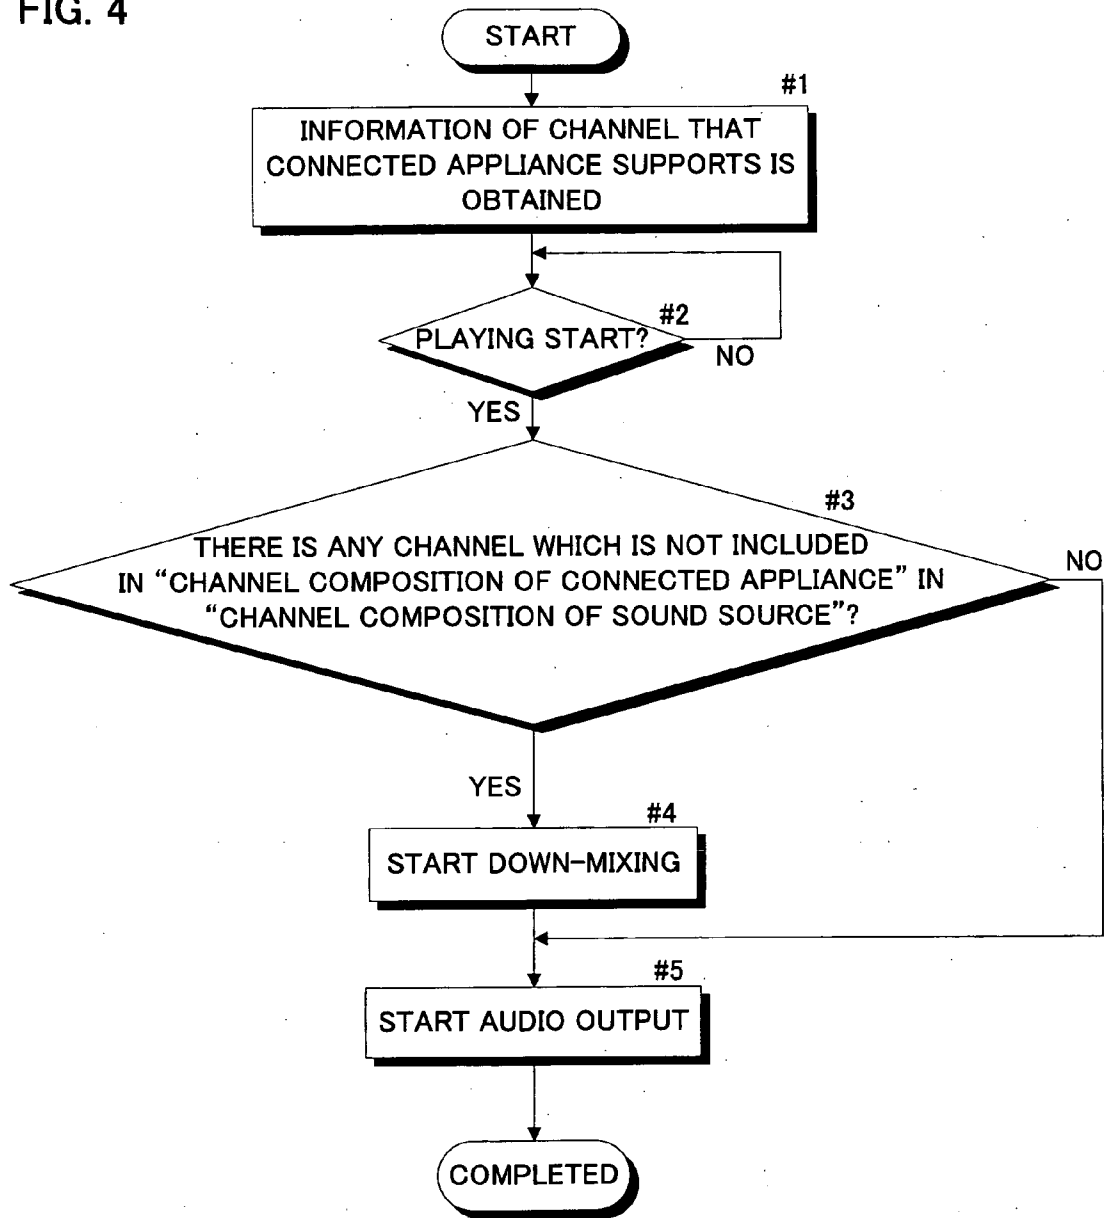 FIG. 4
START
#1
INFORMATION OF CHANNEL THAT
CONNECTED APPLIANCE SUPPORTS IS
OBTAINED
#2
PLAYING START?
NO
YES
#3
THERE IS ANY CHANNEL WHICH IS NOT INCLUDED
IN “CHANNEL COMPOSITION OF CONNECTED APPLIANCE” IN
“CHANNEL COMPOSITION OF SOUND SOURCE”?
NO
YES
#4
START DOWN-MIXING
#5
START AUDIO OUTPUT
COMPLETED